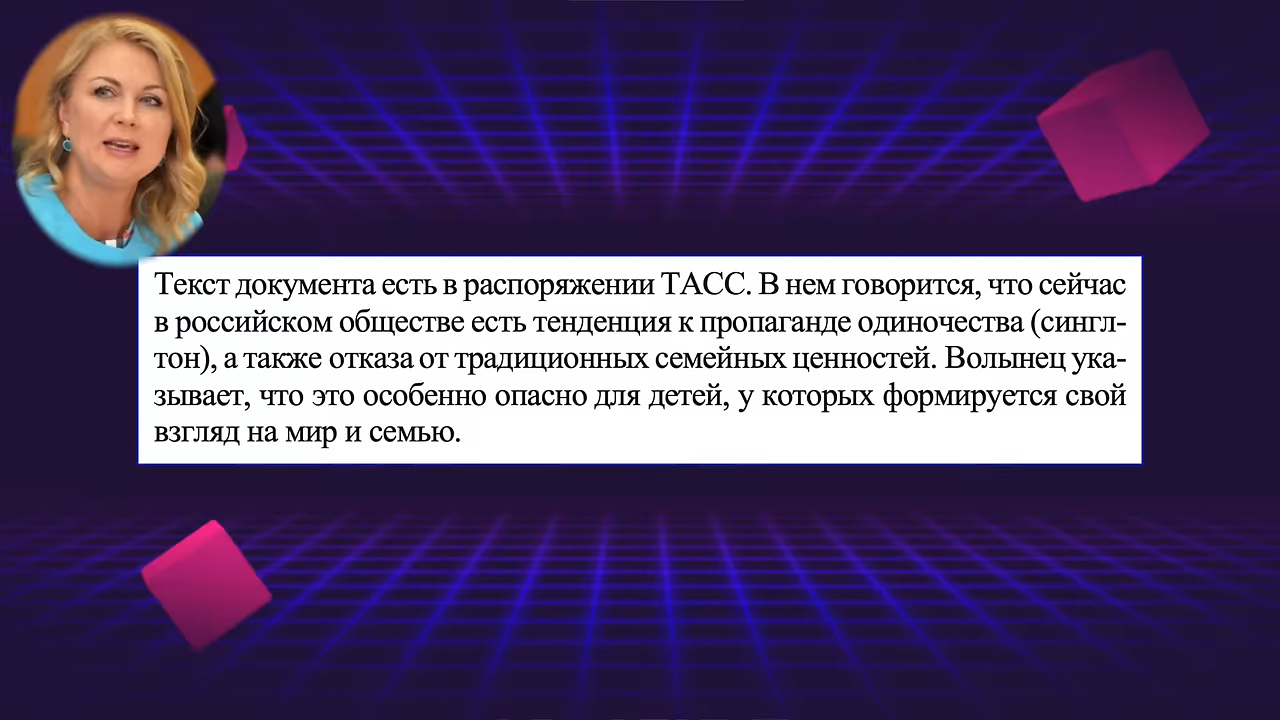 Текст документа есть в распоряжении ТАСС. В нем говорится, что сейчас
в российском обществе есть тенденция к пропаганде одиночества (сингл-
тон), а также отказа от традиционных семейных ценностей. Волынец ука-
зывает, что это особенно опасно для детей, у которых формируется свой
взгляд на мир и семью.